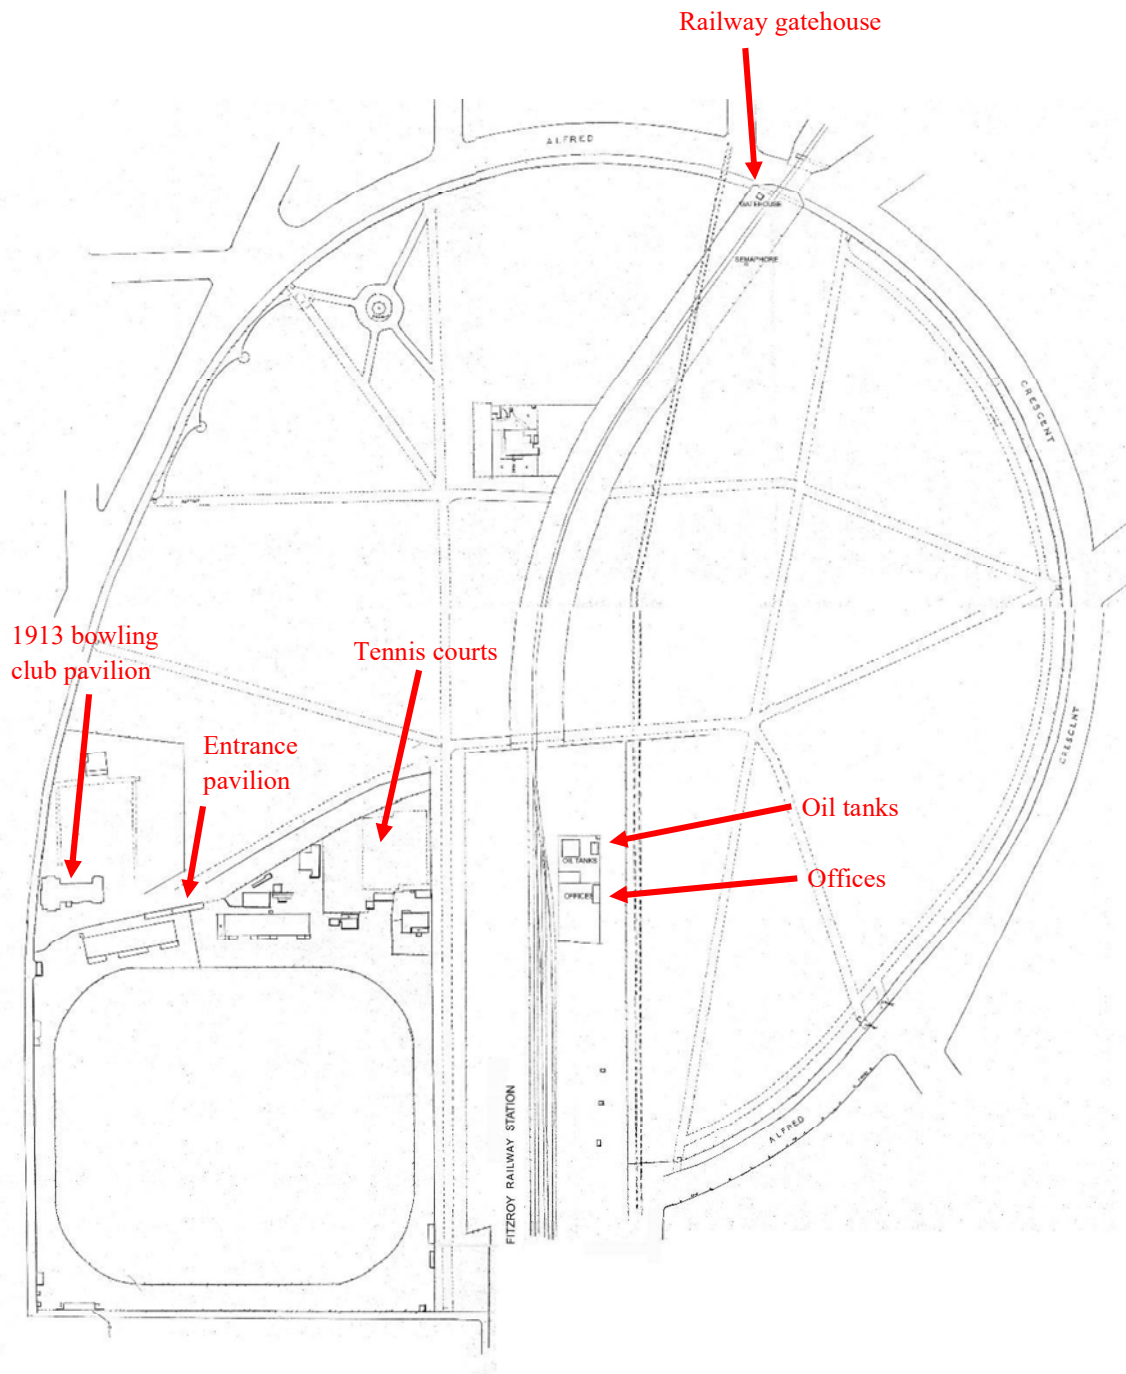 Railway gatehouse
ALFRED
GATEHOUSE
SEMAPHORE
CRESCENT
1913 bowling
club pavilion
Tennis courts
Entrance
pavilion
CRESCENT
Oil tanks
OIL TANKS
Offices
OFFICES
FITZROY RAILWAY STATION
ALFRED